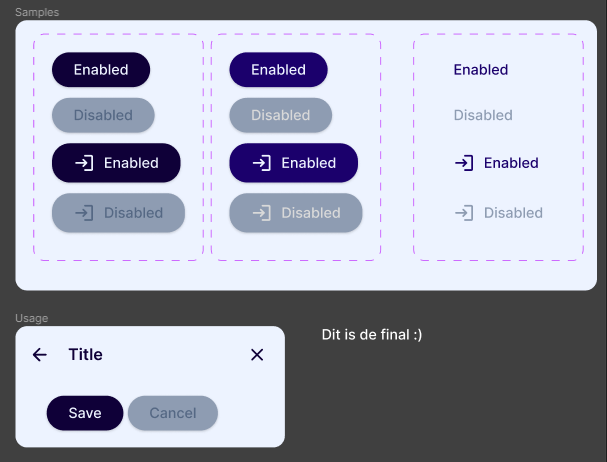 Samples
Enabled
Disabled
Enabled
Disabled
Enabled
Disabled
Enabled
Disabled
Enabled
Disabled
Enabled
Disabled
Usage
Title
Save Cancel
Dit is de final :)